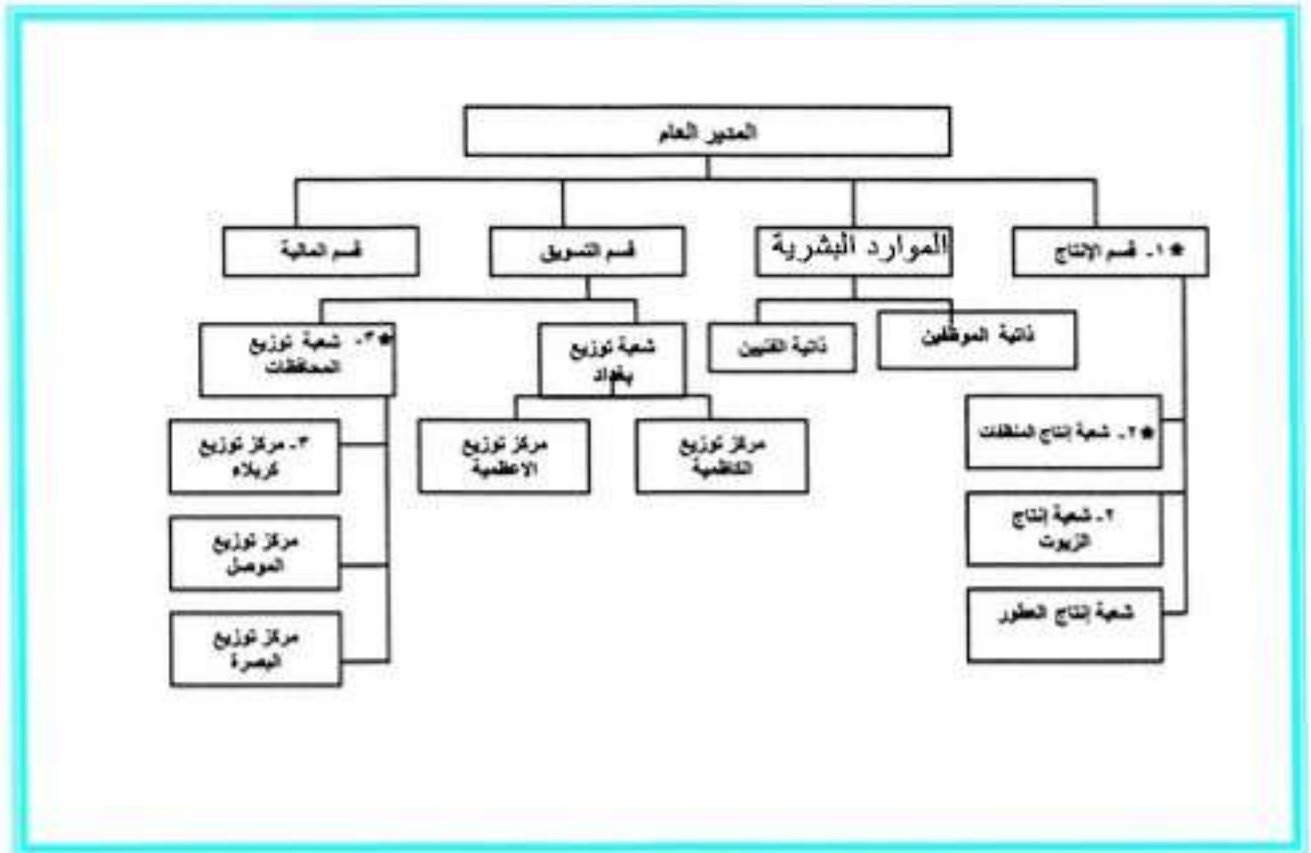 المدير العام
★١- قسم الإنتاج
الموارد البشرية
قسم التسويق
قسم المالية
ذاتية الموظفين
ذاتية الفنيين
شعبة توزيع
بغداد
★٣- شعبة توزيع
المحافظات
★٢- شعبة إنتاج المنظفات
٢- شعبة إنتاج
الزيوت
شعبة إنتاج العطور
مركز توزيع
الكاظمية
مركز توزيع
الاعظمية
٣- مركز توزيع
كربلاء
مركز توزيع
الموصل
مركز توزيع
البصرة